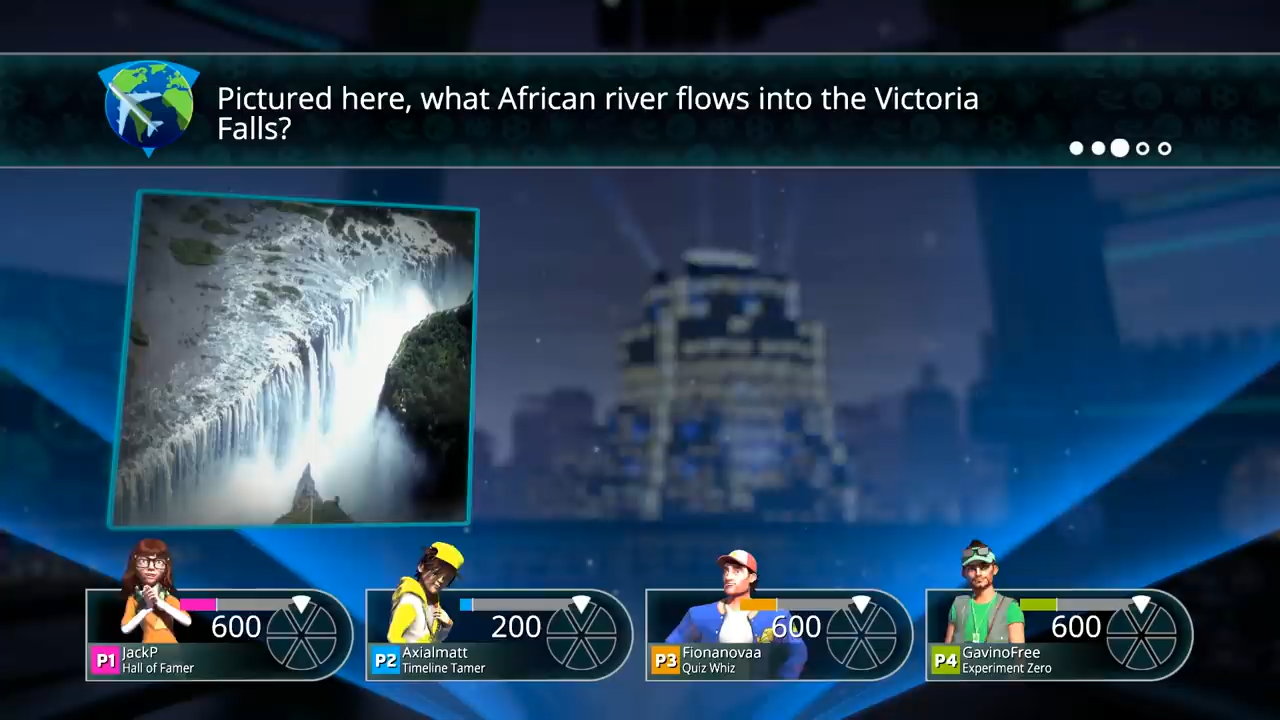 Pictured here, what African river flows into the Victoria
Falls?
600
P1 JackP
Hall of Famer
200
P2 Axialmatt
Timeline Tamer
600
P3 Fionanovaa
Quiz Whiz
600
P4 GavinoFree
Experiment Zero